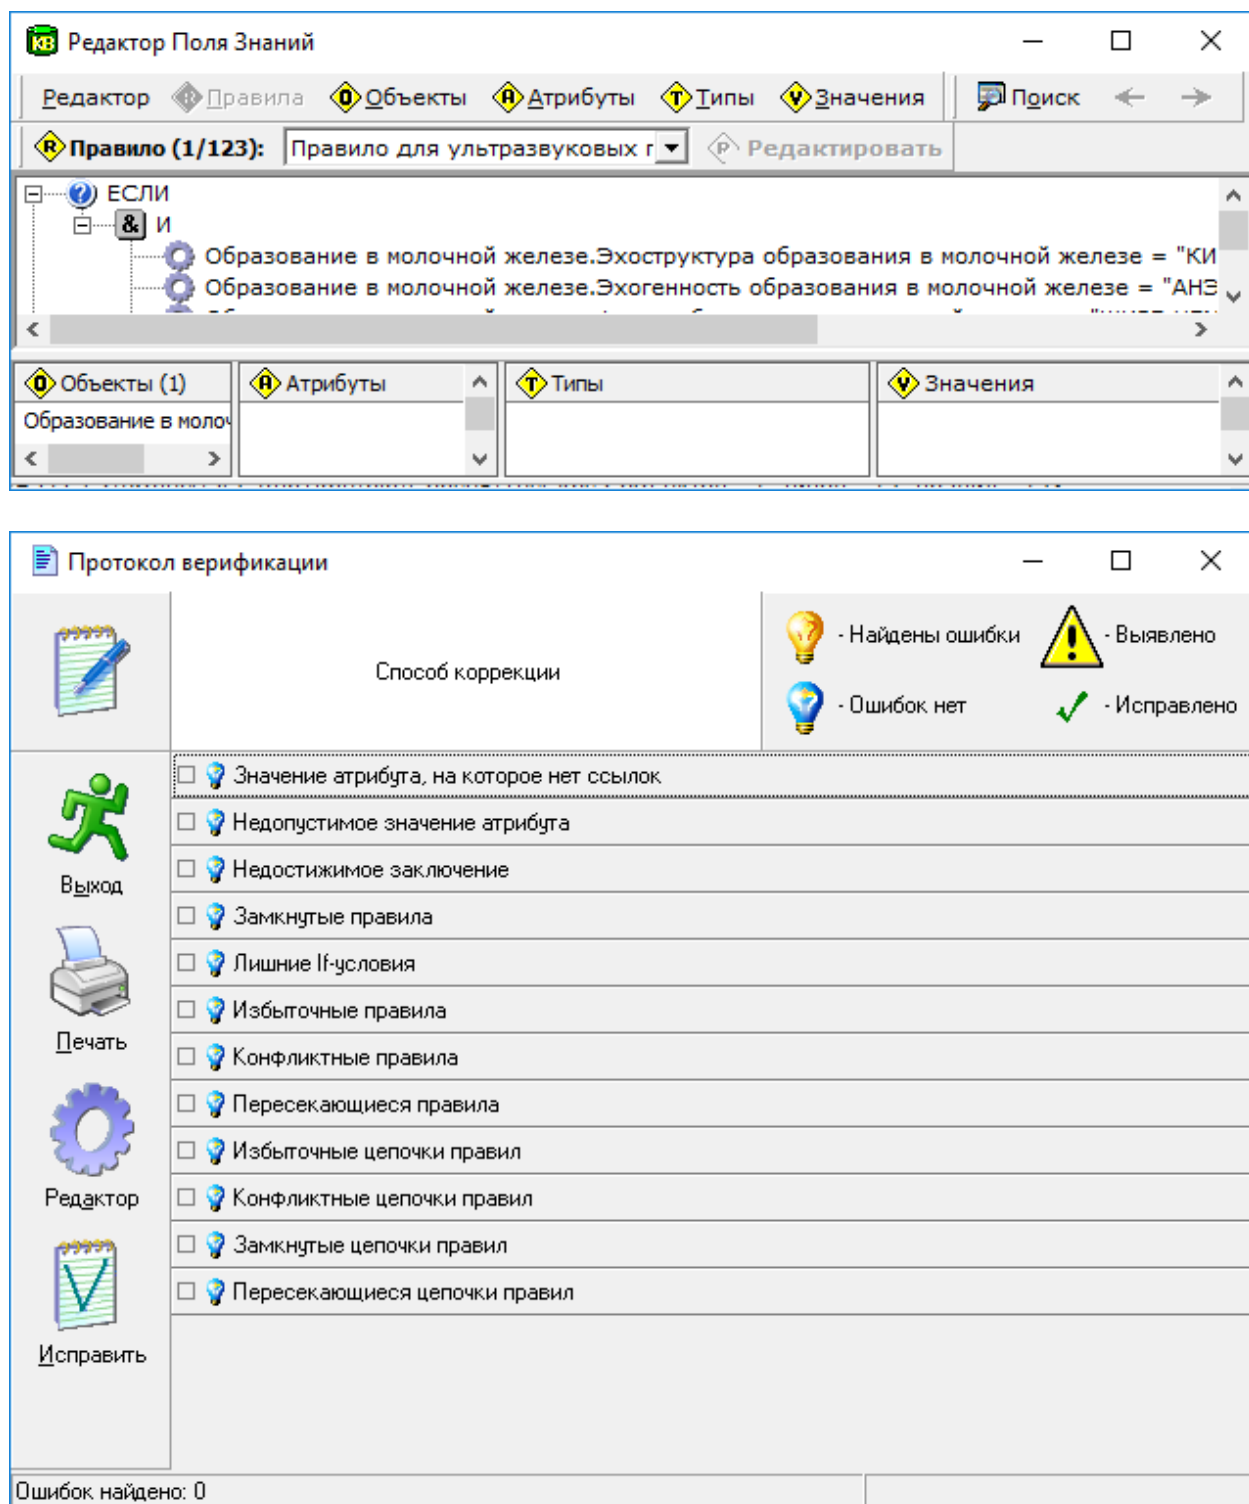 Редактор Поля Знаний
Редактор Правила Объекты Атрибуты Типы Значения Поиск
Правило (1/123): Правило для ультразвуковых г Редактировать
ЕСЛИ
& И
Образование в молочной железе.Эхоструктура образования в молочной железе = "КИ
Образование в молочной железе.Эхогенность образования в молочной железе = "АНЭ
Объекты (1) Атрибуты Типы Значения
Образование в молоч
Протокол верификации
Способ коррекции
- Найдены ошибки
- Выявлено
- Ошибок нет
- Исправлено
Выход
Печать
Редактор
Исправить
Значение атрибута, на которое нет ссылок
Недопустимое значение атрибута
Недостижимое заключение
Замкнутые правила
Лишние If-условия
Избыточные правила
Конфликтные правила
Пересекающиеся правила
Избыточные цепочки правил
Конфликтные цепочки правил
Замкнутые цепочки правил
Пересекающиеся цепочки правил
Ошибок найдено: 0